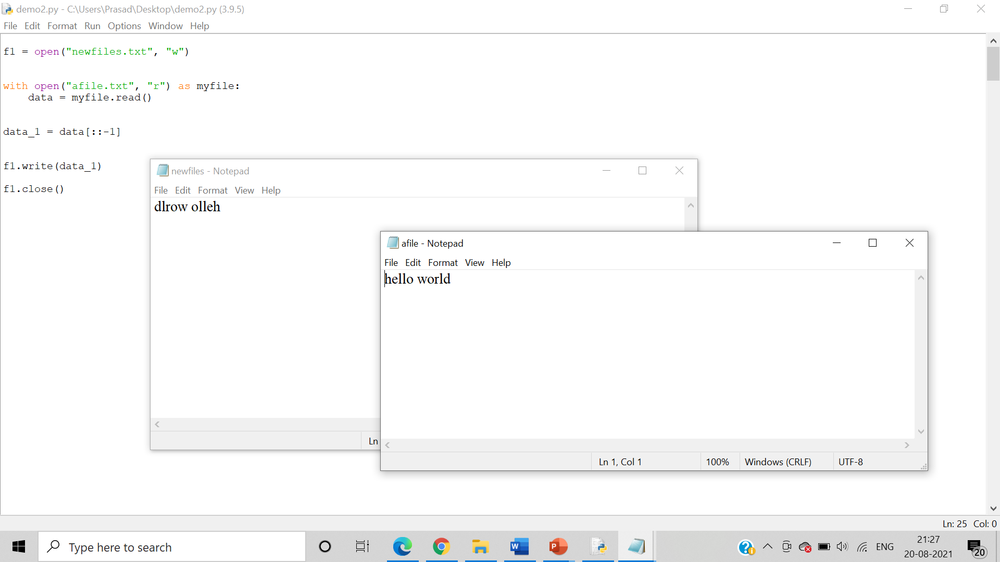 demo2.py - C:\Users\Prasad\Desktop\demo2.py (3.9.5)
File Edit Format Run Options Window Help
f1 = open("newfiles.txt", "w")
with open("afile.txt", "r") as myfile:
    data = myfile.read()
data_1 = data[::-1]
f1.write(data_1)
f1.close()
newfiles - Notepad
File Edit Format View Help
dlrow olleh
Ln
afile - Notepad
File Edit Format View Help
hello world
Ln 1, Col 1 100% Windows (CRLF) UTF-8
Ln: 25 Col: 0
Type here to search
ENG
21:27
20-08-2021
20